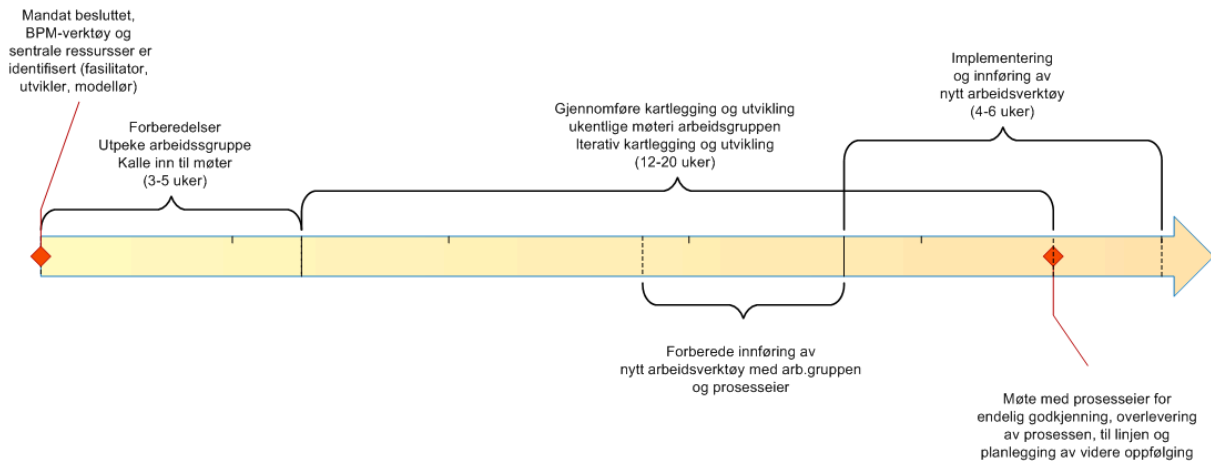 Mandat besluttet,
BPM-verktøy og
sentrale ressursser er
identifisert (fasilitator,
utvikler, modellør)
Forberedelser
Utpeke arbeidssgruppe
Kalle inn til møter
(3-5 uker)
Gjennomføre kartlegging og utvikling
ukentlige møteri arbeidsgruppen
Iterativ kartlegging og utvikling
(12-20 uker)
Implementering
og innføring av
nytt arbeidsverktøy
(4-6 uker)
Forberede innføring av
nytt arbeidsverktøy med arb.gruppen
og prosesseier
Møte med prosesseier for
endelig godkjenning, overlevering
av prosessen, til linjen og
planlegging av videre oppfølging